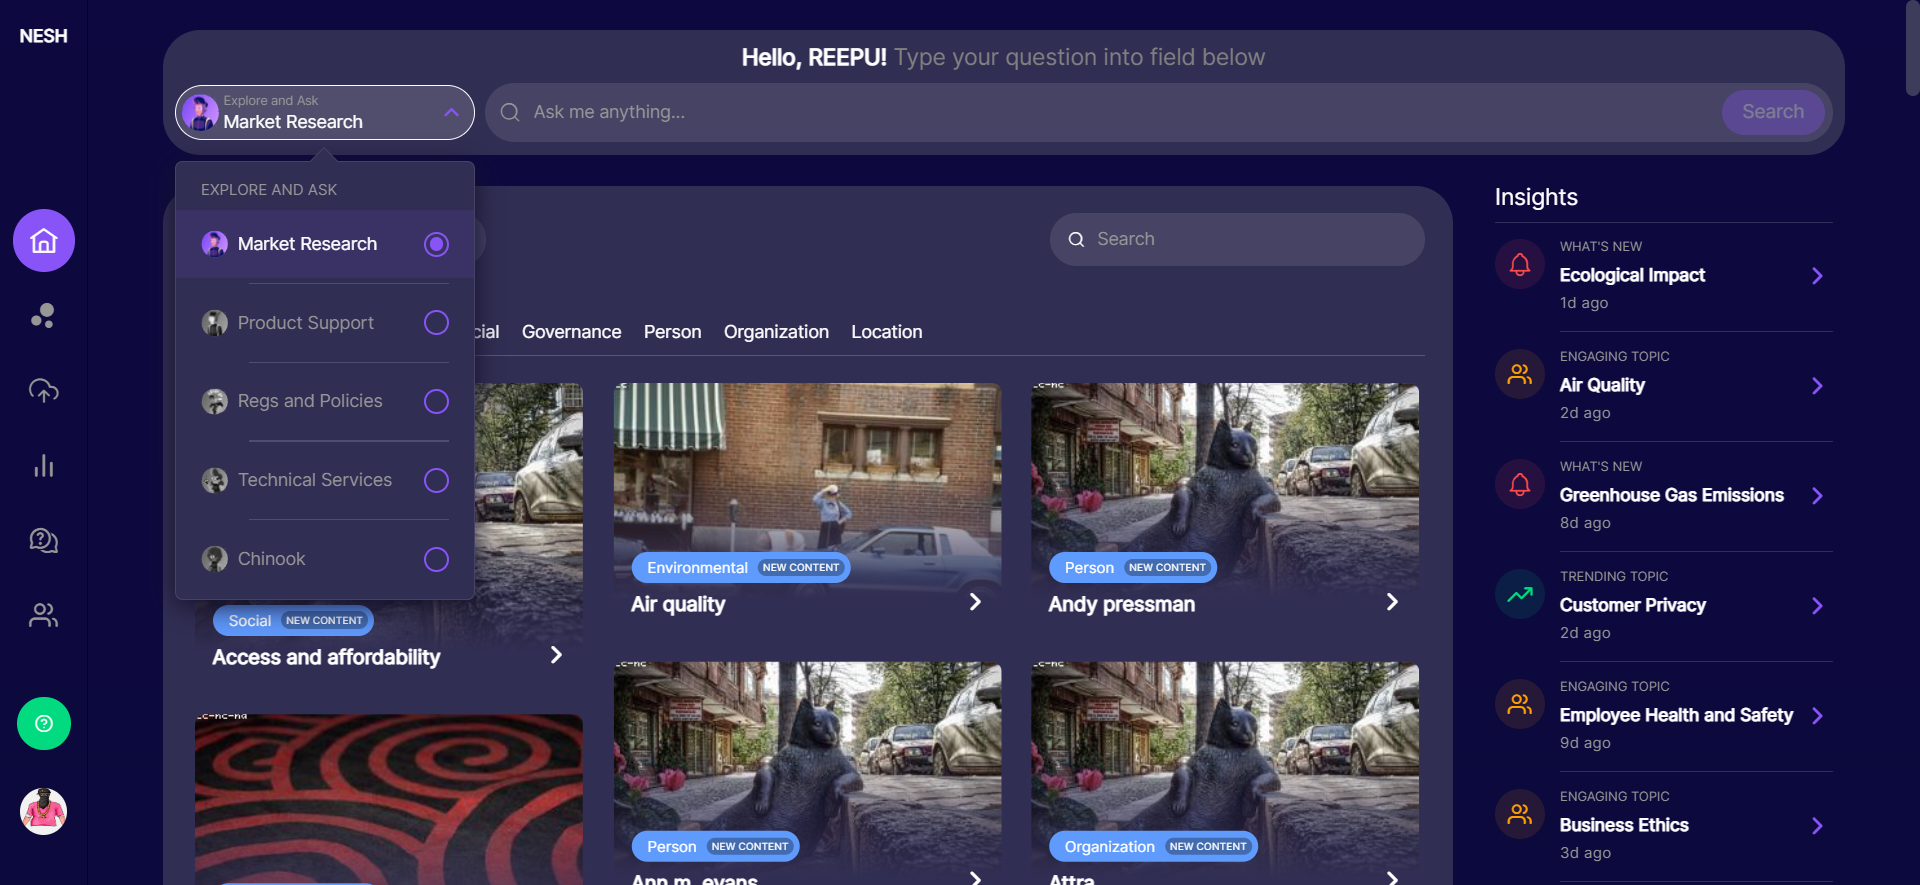 NESH
Hello, REEPU! Type your question into field below
Explore and Ask
Market Research
Ask me anything...
Search
EXPLORE AND ASK
Market Research
Product Support
Regs and Policies
Technical Services
Chinook
Search
Governance
Person
Organization
Location
Social
NEW CONTENT
Access and affordability
Environmental
NEW CONTENT
Air quality
Person
NEW CONTENT
Andy pressman
Person
NEW CONTENT
Ann m. evans
Organization
NEW CONTENT
Attra
Insights
WHAT'S NEW
Ecological Impact
1d ago
ENGAGING TOPIC
Air Quality
2d ago
WHAT'S NEW
Greenhouse Gas Emissions
8d ago
TRENDING TOPIC
Customer Privacy
2d ago
ENGAGING TOPIC
Employee Health and Safety
9d ago
ENGAGING TOPIC
Business Ethics
3d ago